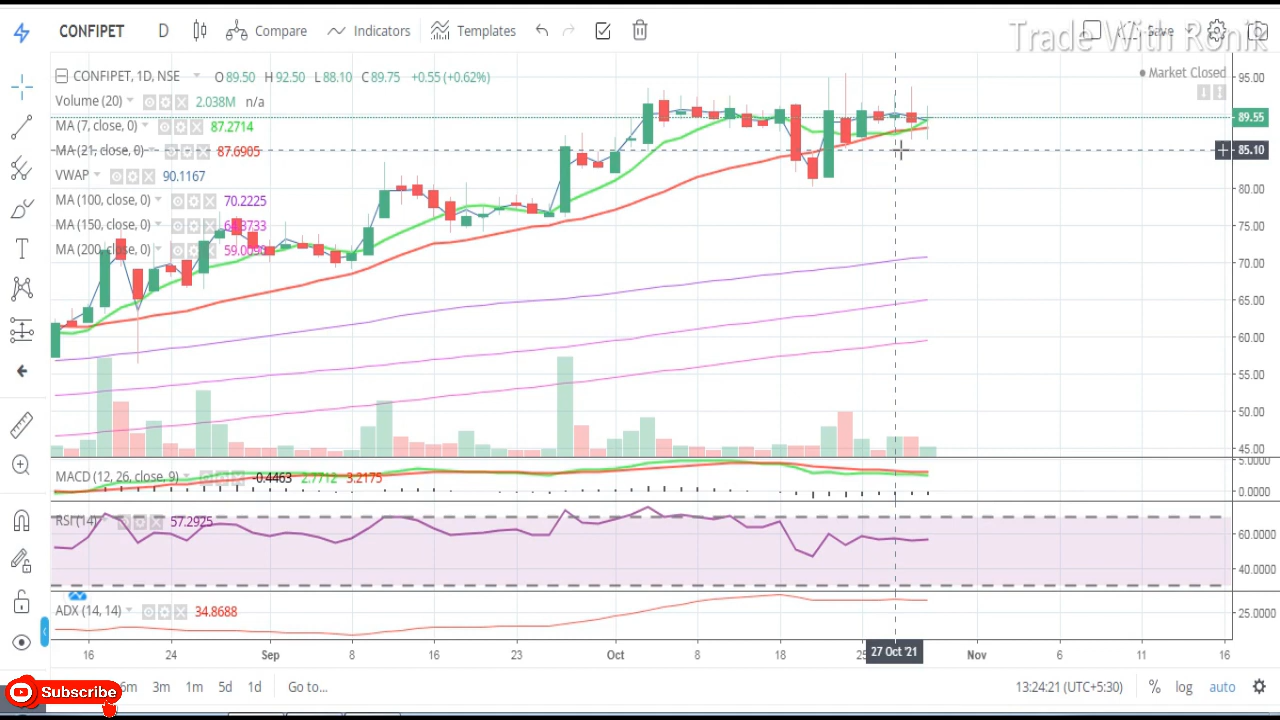 CONFIPET D Compare Indicators Templates Save
Trade With Ronik
CONFIPET, 1D, NSE O89.50 H92.50 L88.10 C89.75 +0.55 (+0.62%)
Market Closed
Volume (20) 2.038M n/a
MA (7, close, 0) 87.2714
MA (21, close, 0) 87.6905
VWAP 90.1167
MA (100, close, 0) 70.2225
MA (150, close, 0)
MA (200, close, 0)
95.00
89.55
85.10
80.00
75.00
70.00
65.00
60.00
55.00
50.00
45.00
MACD (12, 26, close, 9) -0.4463 2.7712 3.2175
5.0000
0.0000
RSI (14) 57.2925
60.0000
40.0000
ADX (14, 14) 34.8688
25.0000
16 24 Sep 8 16 23 Oct 8 18 25 27 Oct '21 Nov 6 11 16
Subscribe
6m 3m 1m 5d 1d Go to... 13:24:21 (UTC+5:30) % log auto